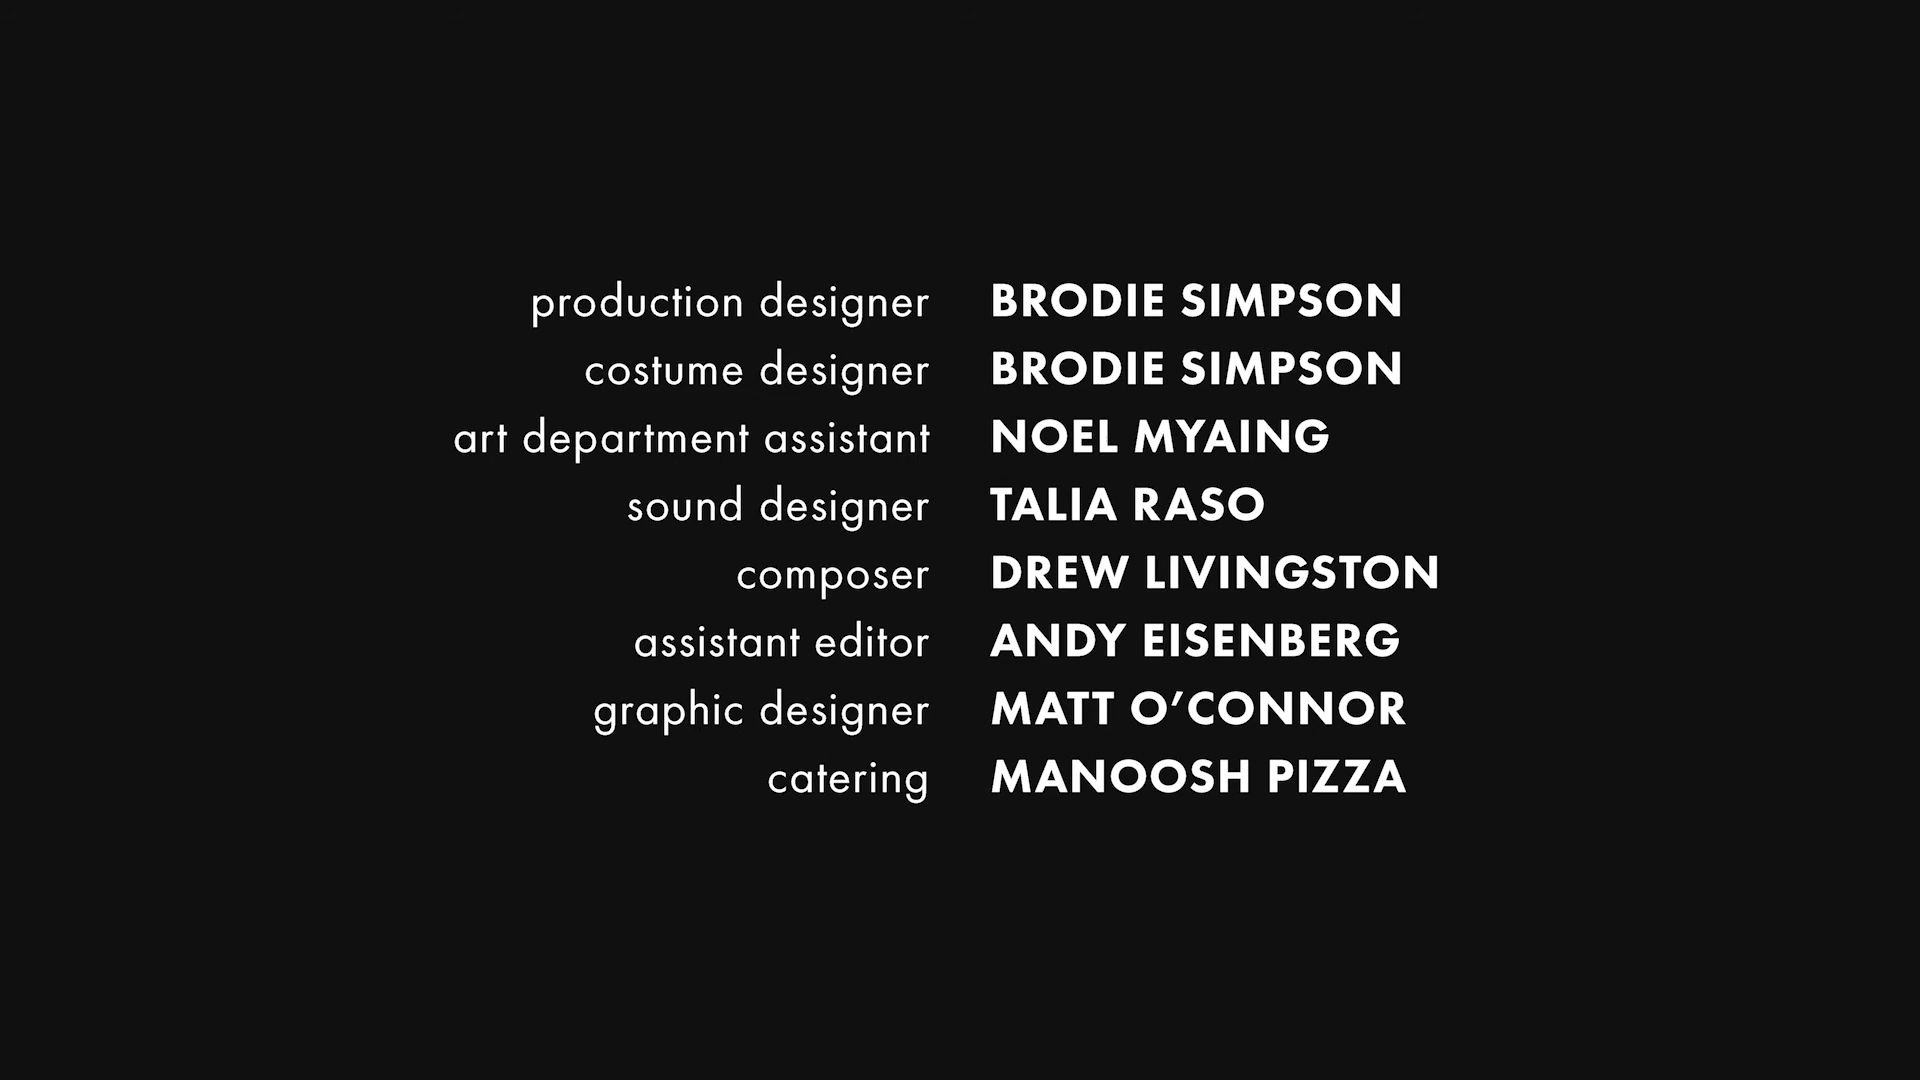 production designer BRODIE SIMPSON
costume designer BRODIE SIMPSON
art department assistant NOEL MYAING
sound designer TALIA RASO
composer DREW LIVINGSTON
assistant editor ANDY EISENBERG
graphic designer MATT O’CONNOR
catering MANOOSH PIZZA